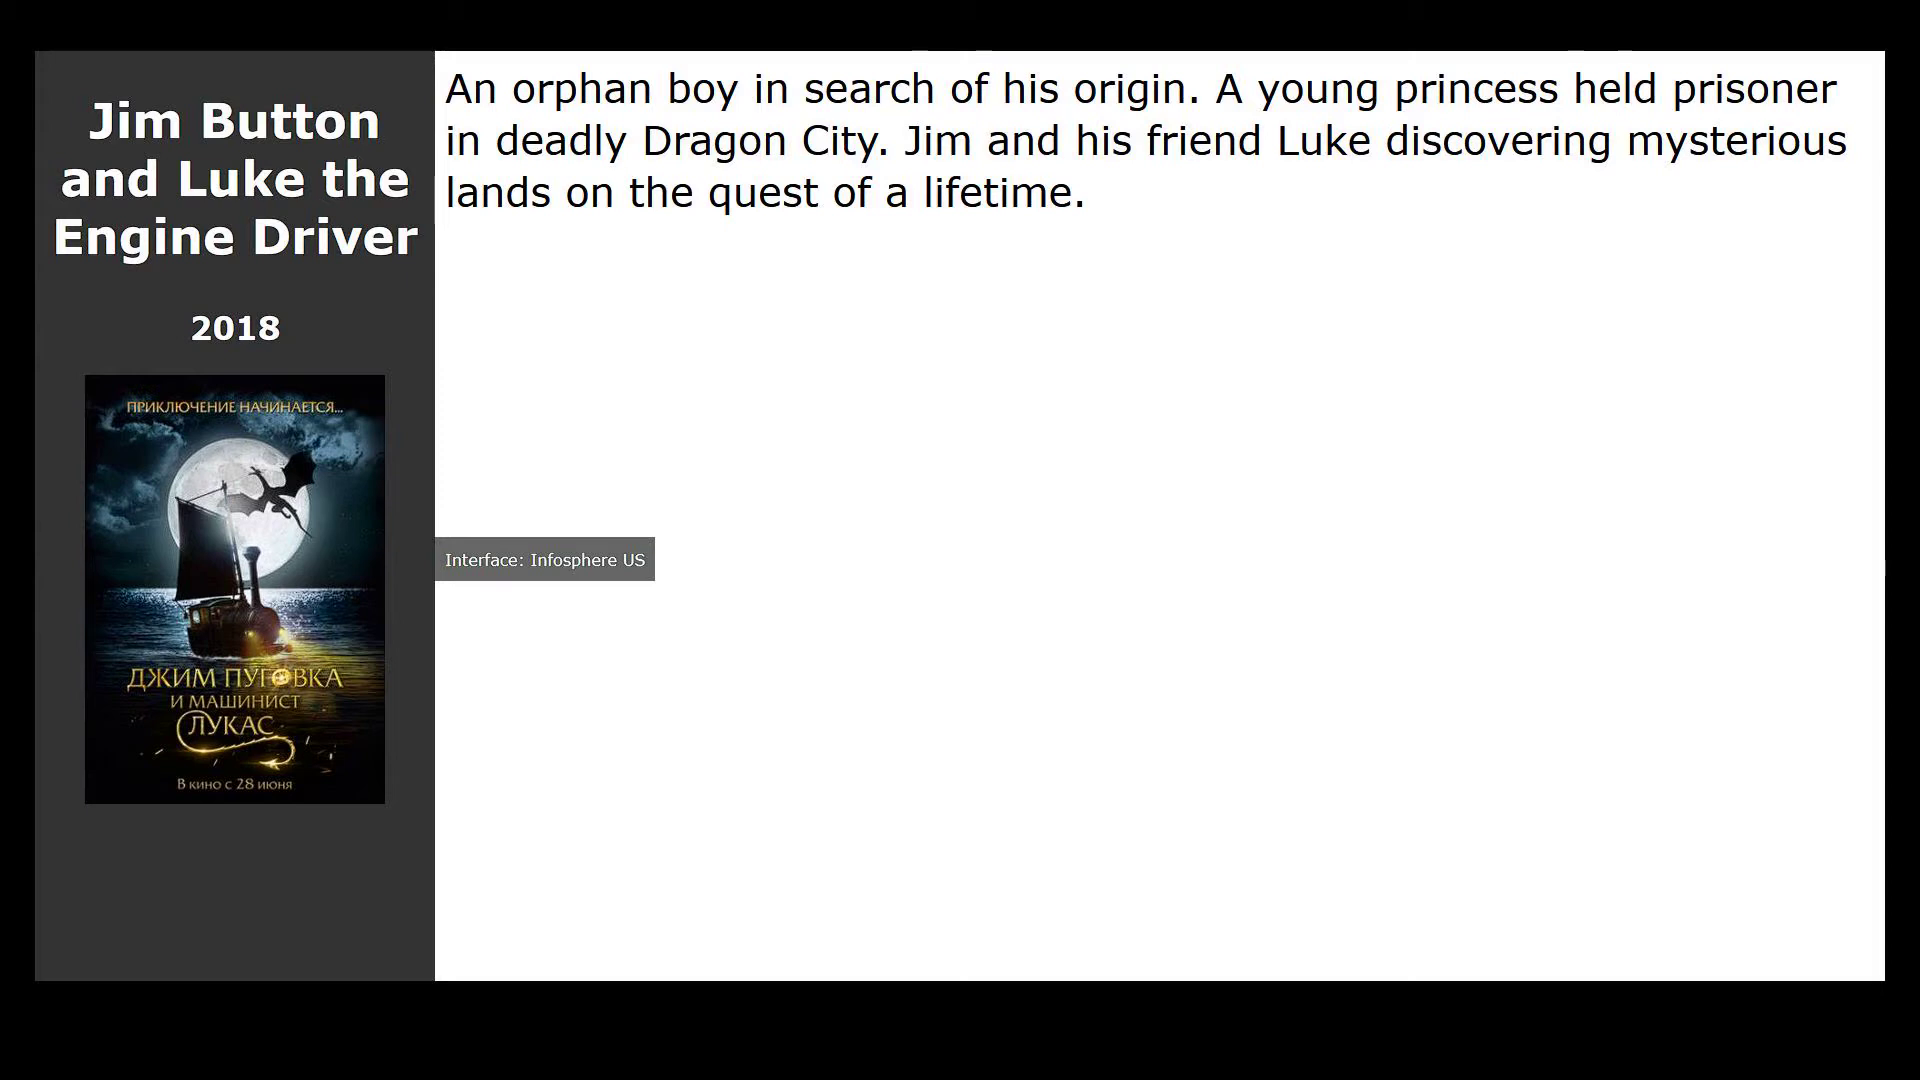 Jim Button
and Luke the
Engine Driver
2018
ПРИКЛЮЧЕНИЕ НАЧИНАЕТСЯ...
ДЖИМ ПУГОВКА
И МАШИНИСТ
ЛУКАС
В кино с 28 июня
An orphan boy in search of his origin. A young princess held prisoner
in deadly Dragon City. Jim and his friend Luke discovering mysterious
lands on the quest of a lifetime.
Interface: Infosphere US